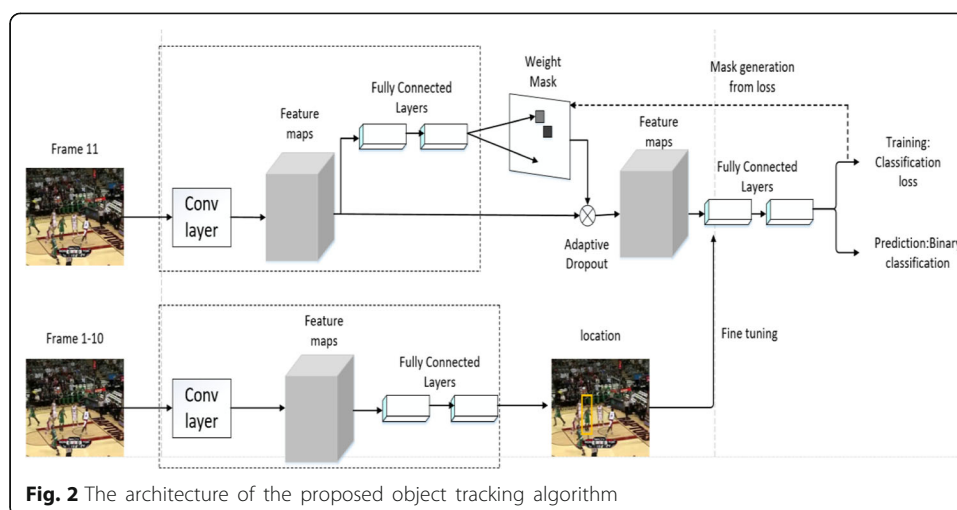 Weight
Mask
Mask generation
from loss
Fully Connected
Layers
Feature
maps
Feature
maps
Frame 11
Training:
Classification
loss
Fully Connected
Layers
Conv
layer
Adaptive
Dropout
Prediction:Binary
classification
Frame 1-10
Feature
maps
location
Fine tuning
Fully Connected
Layers
Conv
layer
Fig. 2 The architecture of the proposed object tracking algorithm